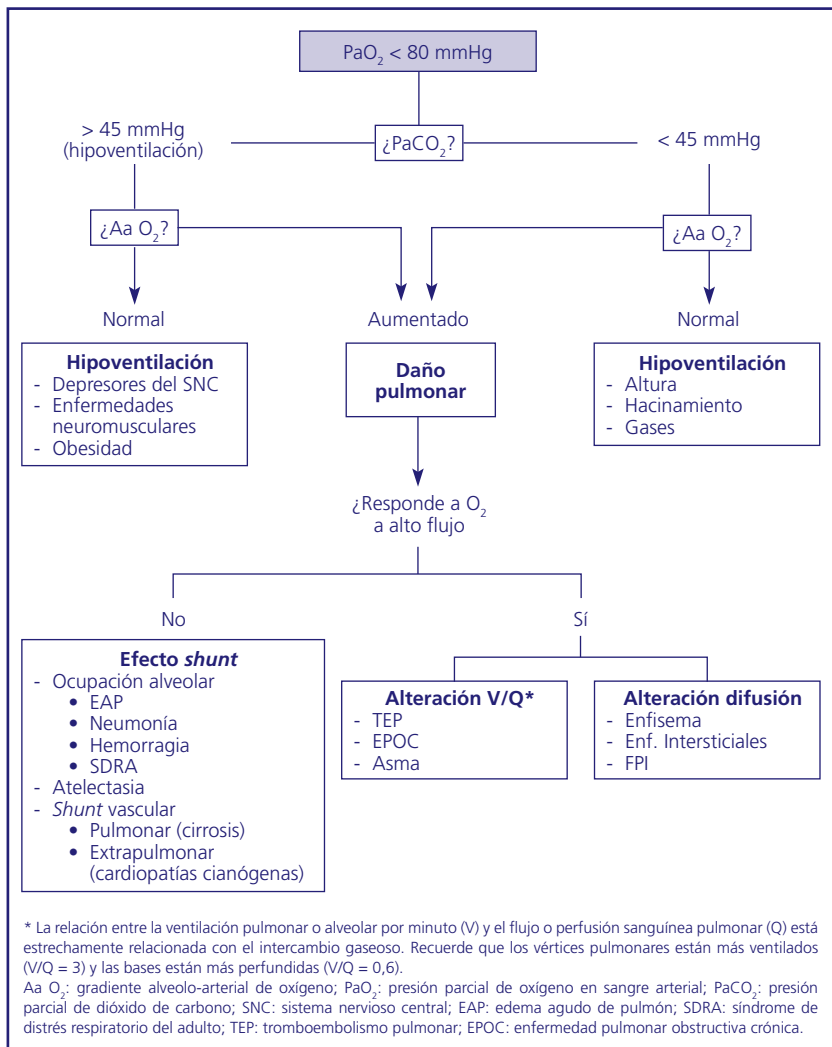 PaO₂ < 80 mmHg
> 45 mmHg
(hipoventilación)
¿PaCO₂?
< 45 mmHg
¿Aa O₂?
¿Aa O₂?
Normal
Aumentado
Normal
Hipoventilación
- Depresores del SNC
- Enfermedades
neuromusculares
- Obesidad
Daño
pulmonar
Hipoventilación
- Altura
- Hacinamiento
- Gases
¿Responde a O₂
a alto flujo
No
Sí
Efecto shunt
- Ocupación alveolar
• EAP
• Neumonía
• Hemorragia
• SDRA
- Atelectasia
- Shunt vascular
• Pulmonar (cirrosis)
• Extrapulmonar
(cardiopatías cianógenas)
Alteración V/Q*
- TEP
- EPOC
- Asma
Alteración difusión
- Enfisema
- Enf. Intersticiales
- FPI
* La relación entre la ventilación pulmonar o alveolar por minuto (V) y el flujo o perfusión sanguínea pulmonar (Q) está
estrechamente relacionada con el intercambio gaseoso. Recuerde que los vértices pulmonares están más ventilados
(V/Q = 3) y las bases están más perfundidas (V/Q = 0,6).
Aa O₂: gradiente alveolo-arterial de oxígeno; PaO₂: presión parcial de oxígeno en sangre arterial; PaCO₂: presión
parcial de dióxido de carbono; SNC: sistema nervioso central; EAP: edema agudo de pulmón; SDRA: síndrome de
distrés respiratorio del adulto; TEP: tromboembolismo pulmonar; EPOC: enfermedad pulmonar obstructiva crónica.